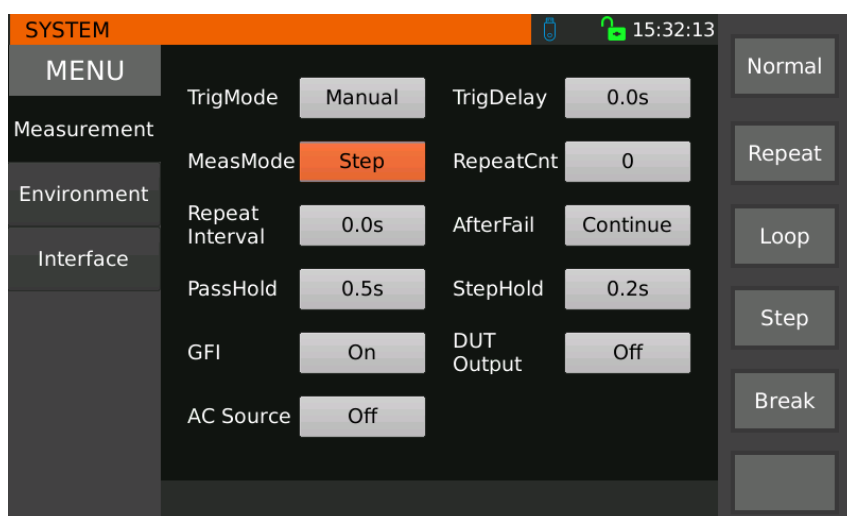 SYSTEM
15:32:13
MENU
Measurement
Environment
Interface
TrigMode
Manual
TrigDelay
0.0s
MeasMode
Step
RepeatCnt
0
Repeat
Interval
0.0s
AfterFail
Continue
PassHold
0.5s
StepHold
0.2s
GFI
On
DUT
Output
Off
AC Source
Off
Normal
Repeat
Loop
Step
Break